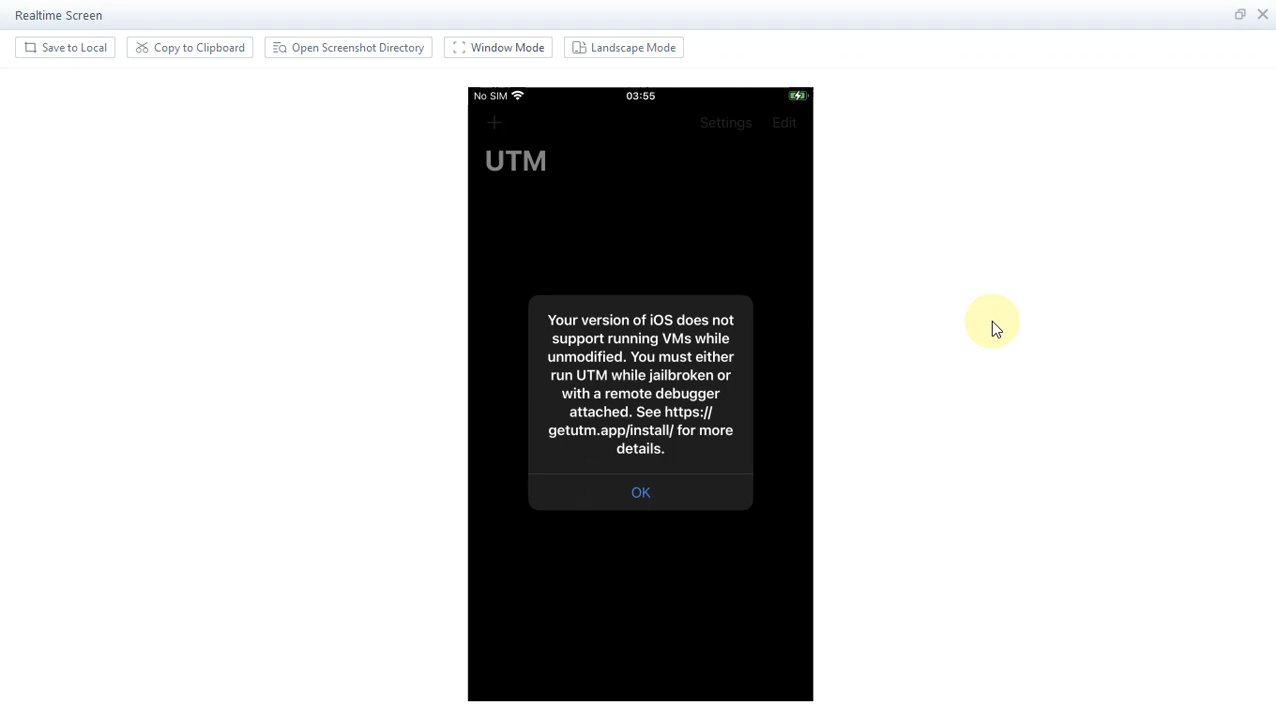 Realtime Screen
Save to Local
Copy to Clipboard
Open Screenshot Directory
Window Mode
Landscape Mode
No SIM
03:55
Settings
Edit
UTM
Your version of iOS does not
support running VMs while
unmodified. You must either
run UTM while jailbroken or
with a remote debugger
attached. See https://
getutm.app/install/ for more
details.
OK